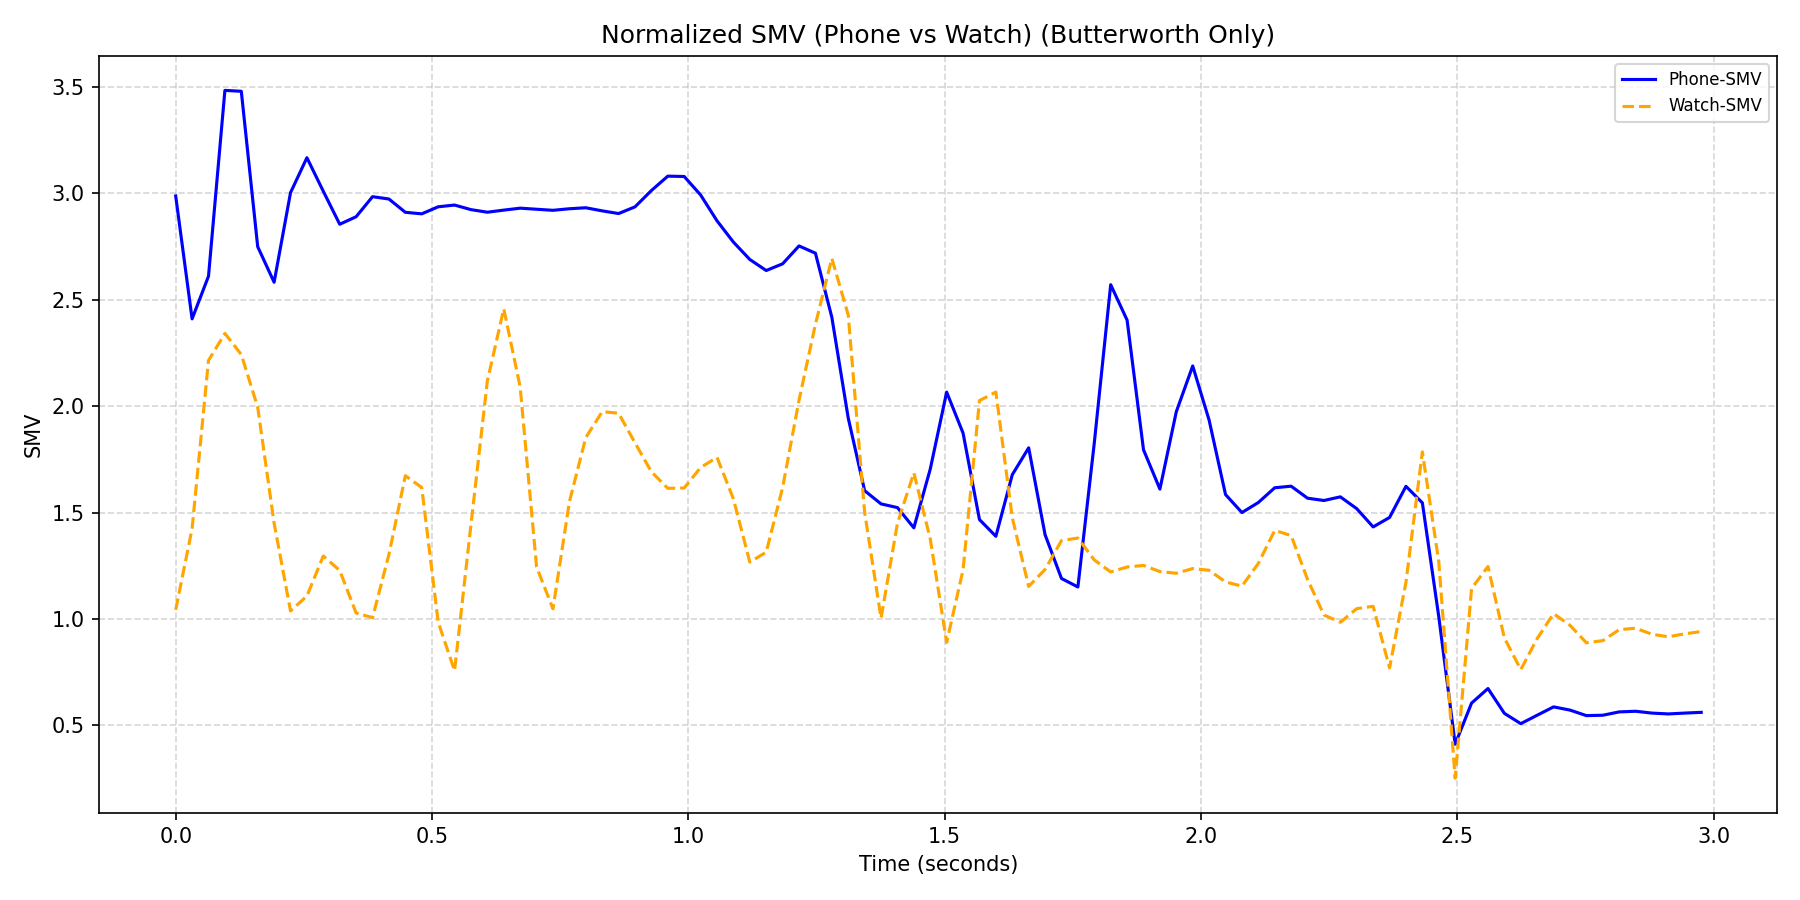 Normalized SMV (Phone vs Watch) (Butterworth Only)
Phone-SMV
Watch-SMV
SMV
3.5
3.0
2.5
2.0
1.5
1.0
0.5
0.0 0.5 1.0 1.5 2.0 2.5 3.0
Time (seconds)